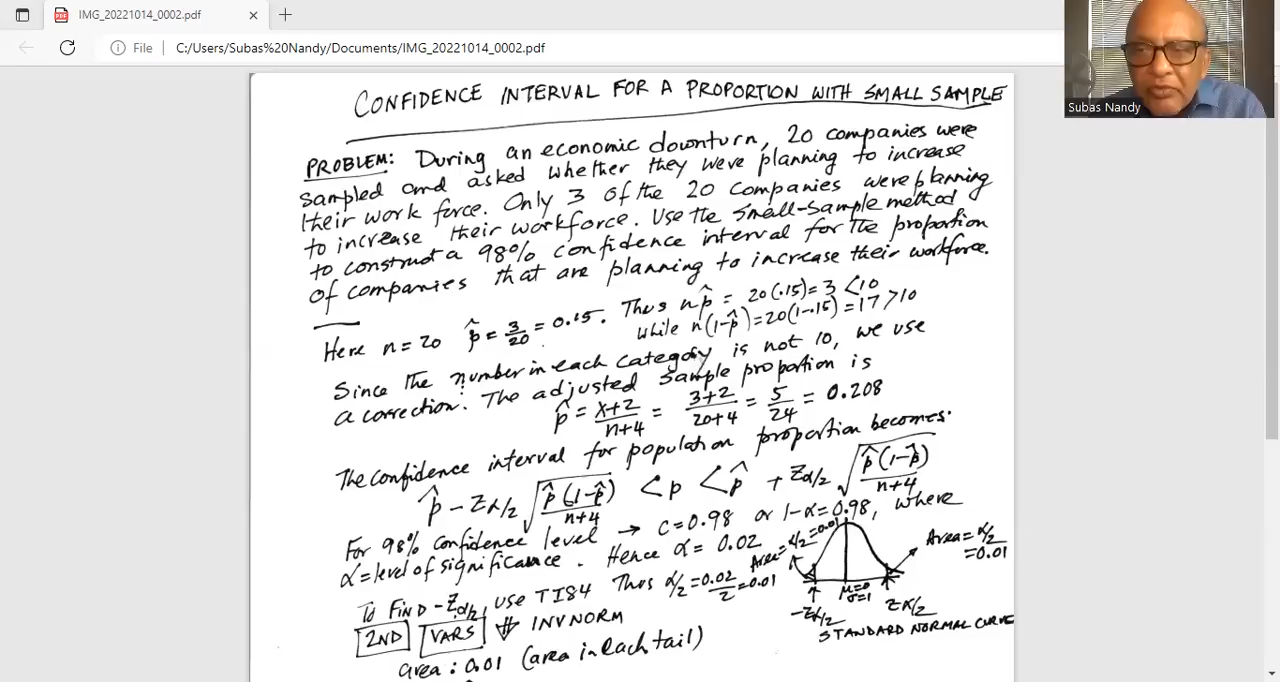 IMG_20221014_0002.pdf
File
C:/Users/Subas%20Nandy/Documents/IMG_20221014_0002.pdf
Subas Nandy
CONFIDENCE INTERVAL FOR A PROPORTION WITH SMALL SAMPLE
PROBLEM: During an economic downturn, 20 companies were
sampled and asked whether they were planning to increase
their work force. Only 3 of the 20 companies were planning
to increase their workforce. Use the small-sample method
to construct a 98% confidence interval for the proportion
of companies that are planning to increase their workforce.
Here n = 20 p̂ = 3/20 = 0.15. Thus np̂ = 20(.15) = 3 < 10
while n(1-p̂) = 20(1-.15) = 17 > 10
Since the number in each category is not 10, we use
a correction. The adjusted sample proportion is
p̂ = x+2/n+4 = 3+2/20+4 = 5/24 = 0.208
The confidence interval for population proportion becomes.
p̂ - Zα/2 √p̂(1-p̂)/n+4 < p < p̂ + Zα/2 √p̂(1-p̂)/n+4
For 98% confidence level → c = 0.98 or 1-α = 0.98, where
α = level of significance. Hence α = 0.02
Area = α/2 = 0.01
Area = α/2
= 0.01
To FIND -Zα/2, USE TI84 Thus α/2 = 0.02/2 = 0.01
-Zα/2
μ=0
σ=1
Zα/2
STANDARD NORMAL CURVE
2ND VARS INVNORM
area : 0.01 (area in each tail)